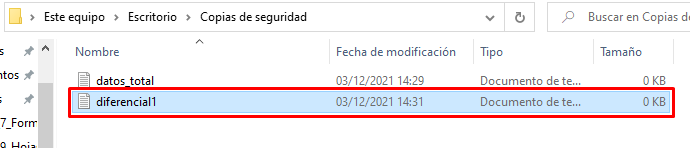 Este equipo > Escritorio > Copias de seguridad
Buscar en Copias de
Nombre Fecha de modificación Tipo Tamaño
datos_total 03/12/2021 14:29 Documento de te... 0 KB
diferencial1 03/12/2021 14:31 Documento de te... 0 KB
ntos
7_Form
9_Hojas